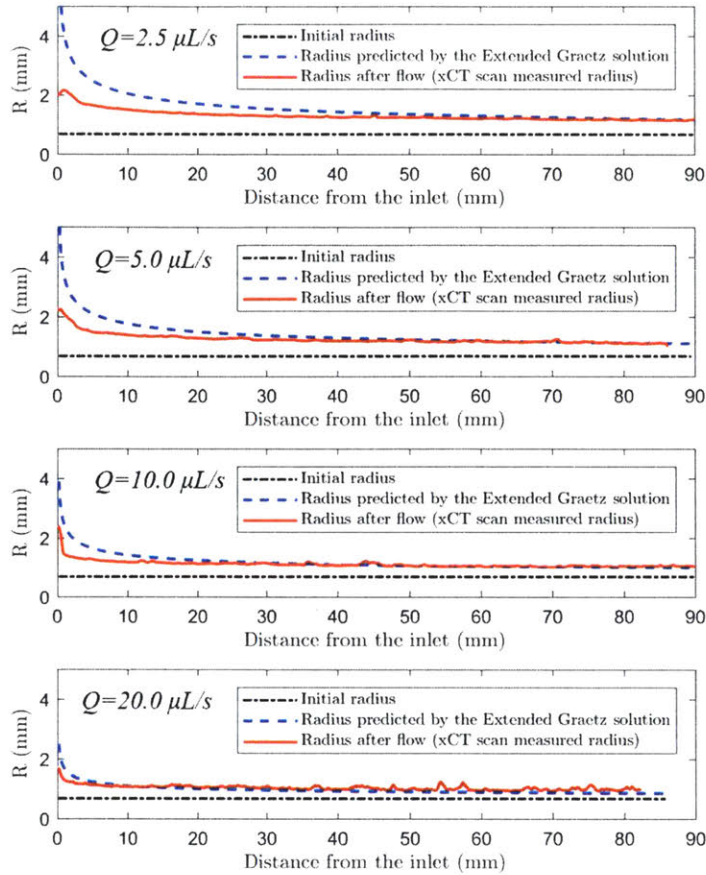 Q=2.5 μL/s
Initial radius
Radius predicted by the Extended Graetz solution
Radius after flow (xCT scan measured radius)
R (mm)
4
2
0
0 10 20 30 40 50 60 70 80 90
Distance from the inlet (mm)
Q=5.0 μL/s
Initial radius
Radius predicted by the Extended Graetz solution
Radius after flow (xCT scan measured radius)
R (mm)
4
2
0
0 10 20 30 40 50 60 70 80 90
Distance from the inlet (mm)
Q=10.0 μL/s
Initial radius
Radius predicted by the Extended Graetz solution
Radius after flow (xCT scan measured radius)
R (mm)
4
2
0
0 10 20 30 40 50 60 70 80 90
Distance from the inlet (mm)
Q=20.0 μL/s
Initial radius
Radius predicted by the Extended Graetz solution
Radius after flow (xCT scan measured radius)
R (mm)
4
2
0
0 10 20 30 40 50 60 70 80 90
Distance from the inlet (mm)